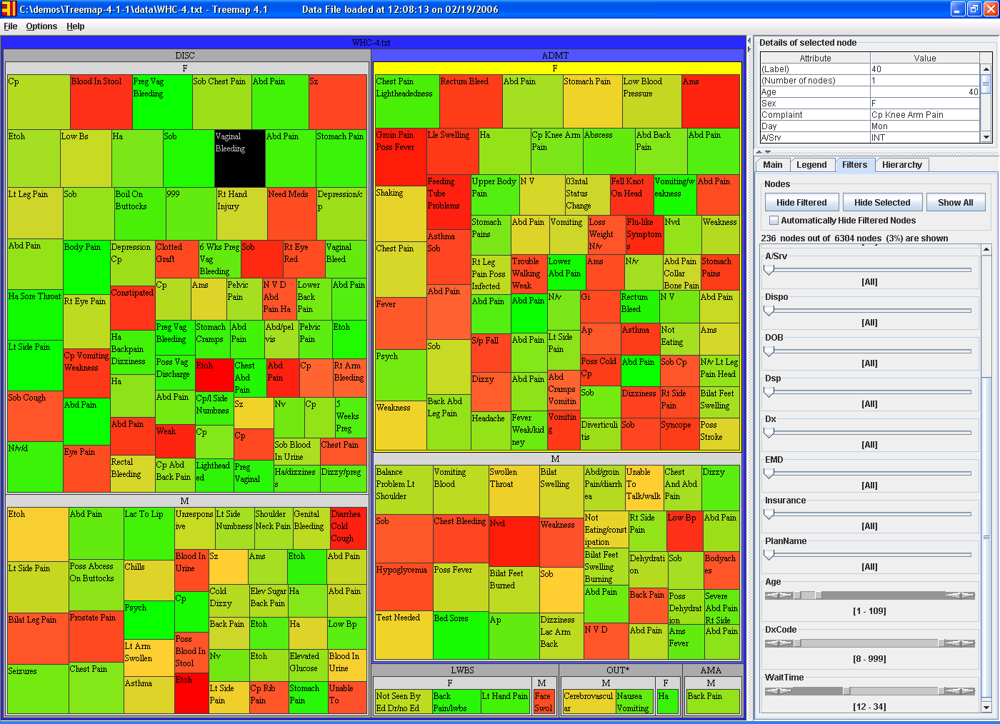 C:\demos\Treemap-4-1-1\data\WHC-4.txt - Treemap 4.1 Data File loaded at 12:08:13 on 02/19/2006
File Options Help
WHC-4.txt
DISC
F
Cp
Blood In Stool
Preg Vag
Bleeding
Sob Chest Pain
Abd Pain
Sz
Etoh
Low Bs
Ha
Sob
Vaginal
Bleeding
Abd Pain
Stomach Pain
Lt Leg Pain
Sob
Boil On
Buttocks
999
Rt Hand
Injury
Need Meds
Depression/c
p
Abd Pain
Body Pain
Depression
Cp
Clotted
Graft
6 Wks Preg
Vag
Bleeding
Sob
Rt Eye
Red
Vaginal
Bleed
Ha Sore Throat
Rt Eye Pain
Constipated
Cp
Ams
Pelvic
Pain
N V D
Abd
Pain Ha
Lower
Back
Pain
Abd Pain
Lt Side Pain
Cp Vomiting
Weakness
Ha
Backpain
Dizziness
Preg Vag
Bleeding
Stomach
Cramps
Abd
Pain
Abd/pel
vis
Pelvic
Pain
Etoh
Poss Vag
Discharge
Etoh
Chest
Abd
Pain
Abd
Pain
Cp
Rt Arm
Bleeding
Sob Cough
Abd Pain
Ha
Abd Pain
Cp/l Side
Numbnes
Sz
Nv
Cp
5
Weeks
Preg
Abd Pain
Weak
Cp
Cp
Sob Blood
In Urine
Chest Pain
N/v/d
Eye Pain
Rectal
Bleeding
Cp Abd
Back Pain
Lighthead
ed
Preg
Vaginal
Ha/dizzines
s
Dizzy/preg
M
Etoh
Abd Pain
Lac To Lip
Unrespons
ive
Lt Side
Numbness
Shoulder
Neck Pain
Genital
Bleeding
Diarrhea
Cold
Cough
Lt Side Pain
Poss Abcess
On Buttocks
Chills
Blood In
Urine
Sz
Ams
Etoh
Abd Pain
Psych
Cp
Cold
Dizzy
Elev Sugar
Back Pain
Ha
Abd Pain
Bilat Leg Pain
Prostate Pain
Lt Arm
Swollen
Poss
Blood In
Stool
Back Pain
Etoh
Ha
Low Bp
Seizures
Chest Pain
Asthma
Etoh
Nv
Etoh
Elevated
Glucose
Blood In
Urine
Lt Side
Pain
Cp Rib
Pain
Stomach
Pain
Unable
To
ADMT
F
Chest Pain
Lightheadedness
Rectum Bleed
Abd Pain
Stomach Pain
Low Blood
Pressure
Ams
Groin Pain
Poss Fever
Lle Swelling
Ha
Cp Knee Arm
Pain
Abscess
Abd Back
Pain
Abd Pain
Shaking
Feeding
Tube
Problems
Upper Body
Pain
N V
03ntal
Status
Change
Fell Knot
On Head
Vomiting/w
eakness
Abd Pain
Stomach
Pains
Abd Pain
Vomiting
Loss
Weight
N/v
Flu-like
Symptom
s
Nvd
Weakness
Chest Pain
Asthma
Sob
Rt Leg
Pain Poss
Infected
Trouble
Walking
Weak
Lower
Abd Pain
Ams
N/v
Abd Pain
Collar
Bone Pain
Stomach
Pains
Fever
Abd Pain
Abd Pain
Abd Pain
N/v
Gi
Rectum
Bleed
N V
Abd Pain
Psych
Sob
S/p Fall
Abd Pain
Lt Side
Pain
Ap
Asthma
Not
Eating
Ams
Dizzy
Abd Pain
Abd
Cramps
Vomitin
Poss Cold
Cp
Abd Pain
Sob Cp
N/v Lt Leg
Pain Head
Weakness
Back Abd
Leg Pain
Headache
Fever
Weak/kid
ney
Vomitin
g
Sob
Dizziness
Rt Side
Pain
Bilat Feet
Swelling
Diverticuli
tis
Sob
Syncope
Poss
Stroke
M
Balance
Problem Lt
Shoulder
Vomiting
Blood
Swollen
Throat
Bilat
Swelling
Abd/groin
Pain/diarrh
ea
Unable
To
Talk/walk
Chest
And Abd
Pain
Dizzy
Sob
Chest Bleeding
Nvd
Weakness
Not
Eating/const
ipation
Rt Side
Pain
Low Bp
Abd Pain
Hypoglycemia
Poss Fever
Bilat Feet
Burned
Sob
Bilat Feet
Swelling
Burning
Dehydrati
on
Sob
Bodyach
es
Abd Pain
Back Pain
Poss
Dehydrat
ion
Severe
Abd Pain
Rt Side
Test Needed
Bed Sores
Ap
Dizziness
Lac Arm
Back
N V D
Abd Pain
Ams
Fever
Abd Pain
LWBS
F
Not Seen By
Ed Dr/no Ed
Back
Pain/lwbs
Lt Hand Pain
M
Face
Swol
OUT*
M
Cerebrovascul
ar
Nausea
Vomiting
F
Ha
AMA
M
Back Pain
Details of selected node
Attribute Value
(Label) 40
(Number of nodes) 1
Age 40
Sex F
Complaint Cp Knee Arm Pain
Day Mon
A/Srv INT
Main Legend Filters Hierarchy
Nodes
Hide Filtered Hide Selected Show All
Automatically Hide Filtered Nodes
236 nodes out of 6304 nodes (3%) are shown
A/Srv
[All]
Dispo
[All]
DOB
[All]
Dsp
[All]
Dx
[All]
EMD
[All]
Insurance
[All]
PlanName
[All]
Age
[1 - 109]
DxCode
[8 - 999]
WaitTime
[12 - 34]